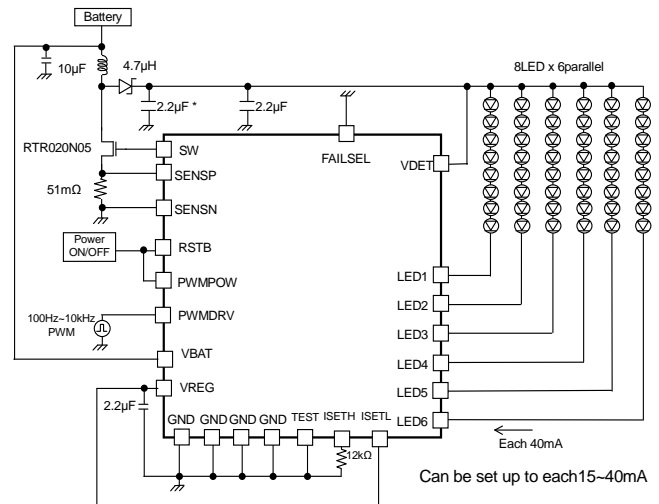 Battery
10µF
4.7µH
8LED x 6parallel
2.2µF *
2.2µF
RTR020N05
SW
FAILSEL
VDET
SENSP
51mΩ
SENSN
Power
ON/OFF
RSTB
PWMPOW
LED1
LED2
100Hz~10kHz
PWM
PWMDRV
LED3
VBAT
LED4
VREG
LED5
2.2µF
GND GND GND GND TEST ISETH ISETL
LED6
12kΩ
Each 40mA
Can be set up to each15~40mA